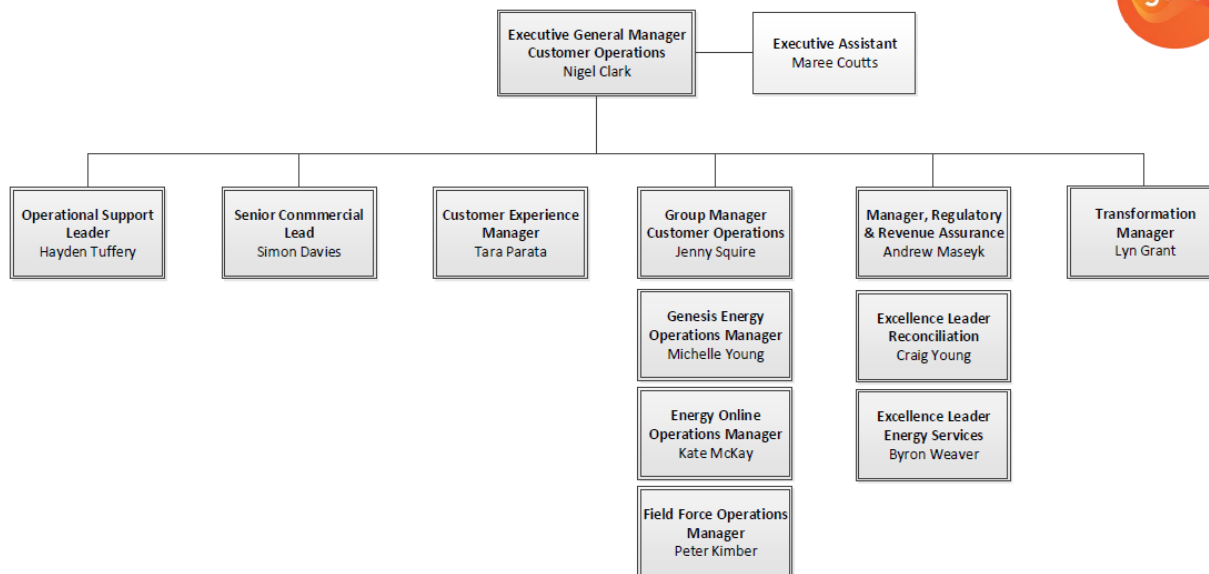 Executive General Manager
Customer Operations
Nigel Clark
Executive Assistant
Maree Coutts
Operational Support
Leader
Hayden Tuffery
Senior Conmmercial
Lead
Simon Davies
Customer Experience
Manager
Tara Parata
Group Manager
Customer Operations
Jenny Squire
Manager, Regulatory
& Revenue Assurance
Andrew Maseyk
Transformation
Manager
Lyn Grant
Genesis Energy
Operations Manager
Michelle Young
Energy Online
Operations Manager
Kate McKay
Field Force Operations
Manager
Peter Kimber
Excellence Leader
Reconciliation
Craig Young
Excellence Leader
Energy Services
Byron Weaver